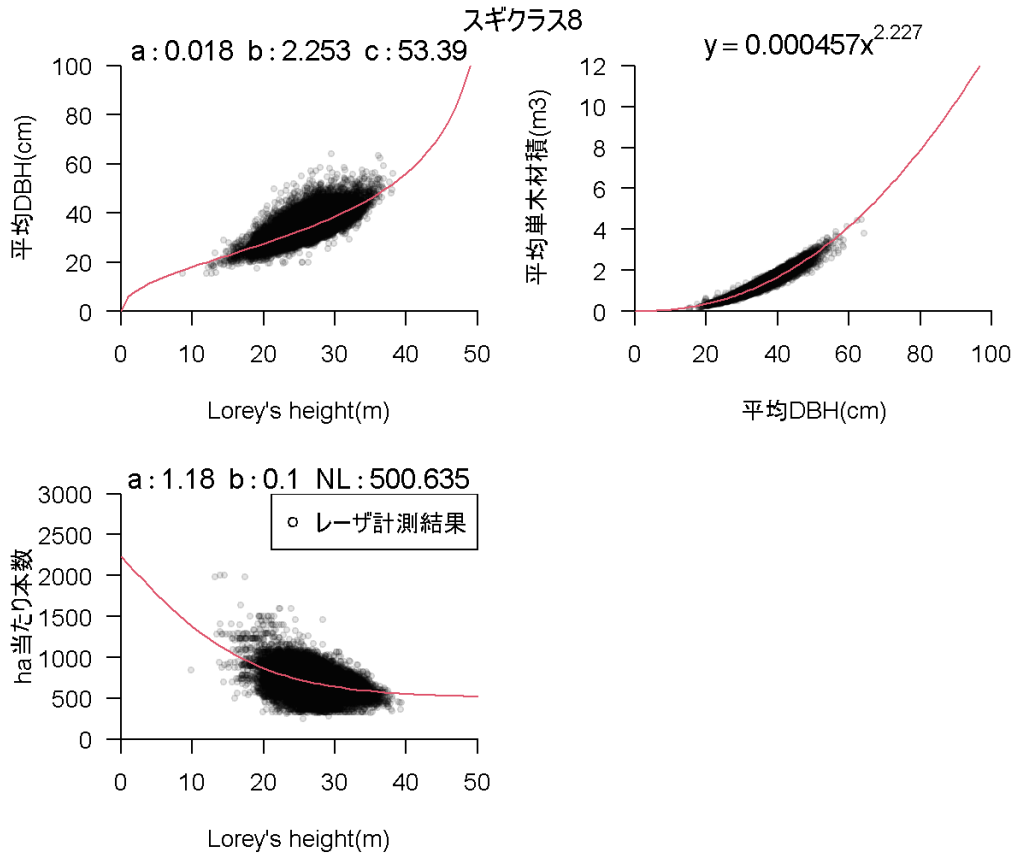 スギクラス8
a : 0.018 b : 2.253 c : 53.39
平均DBH(cm)
100
80
60
40
20
0
0 10 20 30 40 50
Lorey's height(m)
y = 0.000457x^2.227
平均単木材積(m3)
12
10
8
6
4
2
0
0 20 40 60 80 100
平均DBH(cm)
a : 1.18 b : 0.1 NL : 500.635
ha当たり本数
3000
2500
2000
1500
1000
500
0
レーザ計測結果
0 10 20 30 40 50
Lorey's height(m)